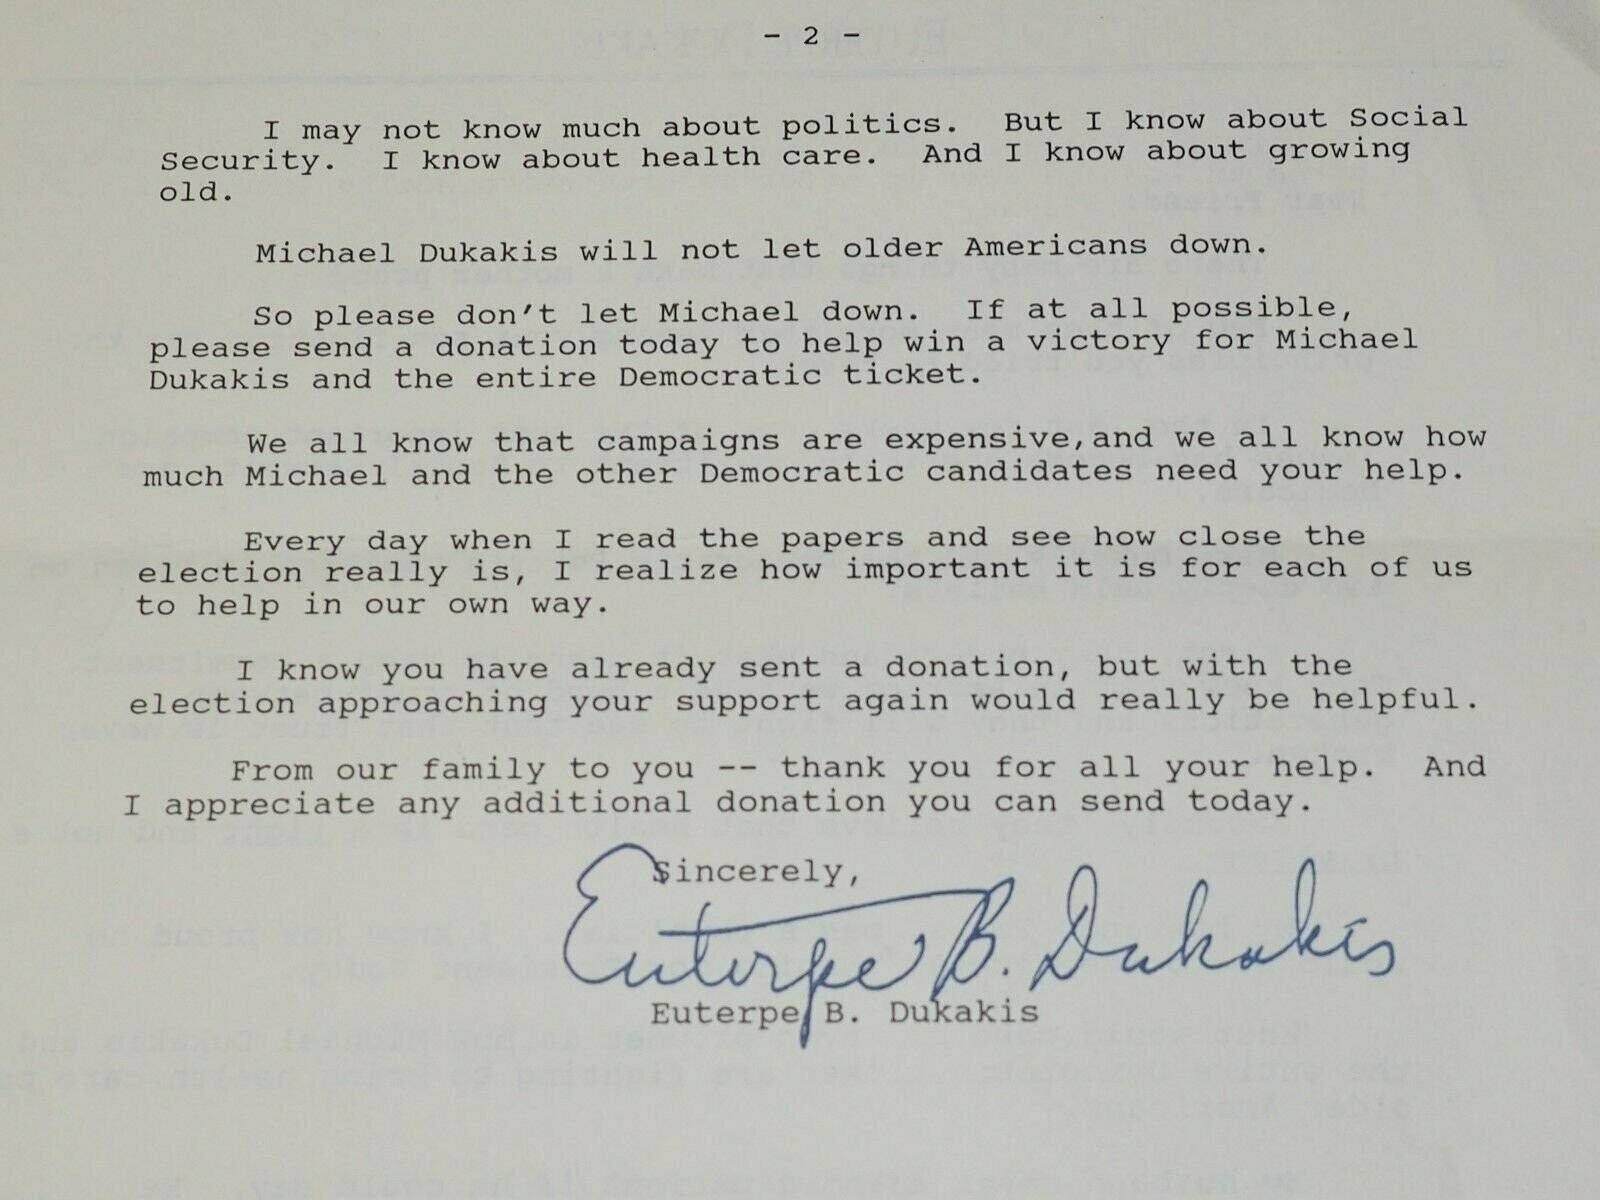 - 2 -
I may not know much about politics. But I know about Social
Security. I know about health care. And I know about growing
old.
Michael Dukakis will not let older Americans down.
So please don't let Michael down. If at all possible,
please send a donation today to help win a victory for Michael
Dukakis and the entire Democratic ticket.
We all know that campaigns are expensive,and we all know how
much Michael and the other Democratic candidates need your help.
Every day when I read the papers and see how close the
election really is, I realize how important it is for each of us
to help in our own way.
I know you have already sent a donation, but with the
election approaching your support again would really be helpful.
From our family to you -- thank you for all your help. And
I appreciate any additional donation you can send today.
Sincerely,
Euterpe B. Dukakis
Euterpe B. Dukakis